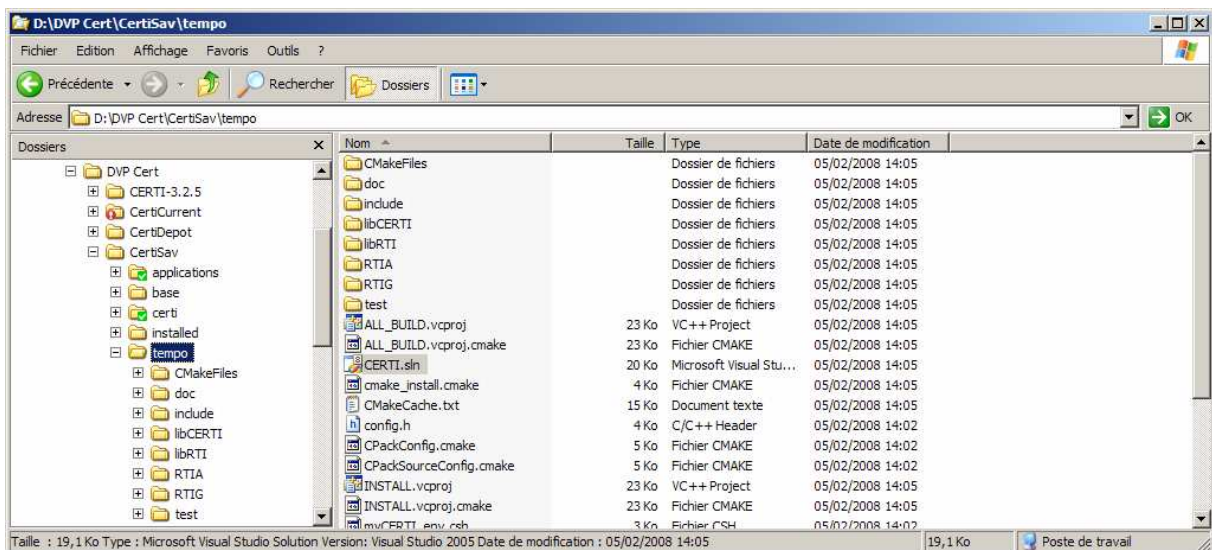 D:\DVP Cert\CertiSav\tempo
Fichier Edition Affichage Favoris Outils ?
Précédente Rechercher Dossiers
Adresse D:\DVP Cert\CertiSav\tempo OK
Dossiers x
DVP Cert
CERTI-3.2.5
CertiCurrent
CertiDepot
CertiSav
applications
base
certi
installed
tempo
CMakeFiles
doc
include
libCERTI
libRTI
RTIA
RTIG
test
Nom Taille Type Date de modification
CMakeFiles Dossier de fichiers 05/02/2008 14:05
doc Dossier de fichiers 05/02/2008 14:05
include Dossier de fichiers 05/02/2008 14:05
libCERTI Dossier de fichiers 05/02/2008 14:05
libRTI Dossier de fichiers 05/02/2008 14:05
RTIA Dossier de fichiers 05/02/2008 14:05
RTIG Dossier de fichiers 05/02/2008 14:05
test Dossier de fichiers 05/02/2008 14:05
ALL_BUILD.vcproj 23 Ko VC++ Project 05/02/2008 14:05
ALL_BUILD.vcproj.cmake 23 Ko Fichier CMAKE 05/02/2008 14:05
CERTI.sln 20 Ko Microsoft Visual Stu... 05/02/2008 14:05
cmake_install.cmake 4 Ko Fichier CMAKE 05/02/2008 14:05
CMakeCache.txt 15 Ko Document texte 05/02/2008 14:05
config.h 4 Ko C/C++ Header 05/02/2008 14:02
CPackConfig.cmake 5 Ko Fichier CMAKE 05/02/2008 14:02
CPackSourceConfig.cmake 5 Ko Fichier CMAKE 05/02/2008 14:02
INSTALL.vcproj 23 Ko VC++ Project 05/02/2008 14:05
INSTALL.vcproj.cmake 23 Ko Fichier CMAKE 05/02/2008 14:05
myCERTI_env.csh 3 Ko Fichier CSH 05/02/2008 14:02
Taille : 19,1 Ko Type : Microsoft Visual Studio Solution Version: Visual Studio 2005 Date de modification : 05/02/2008 14:05 19,1 Ko Poste de travail